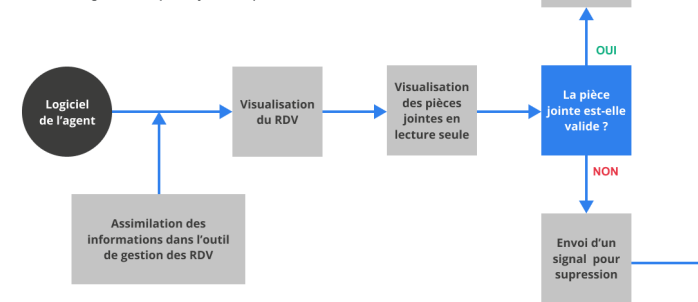 OUI
Logiciel
de l'agent
Visualisation
du RDV
Visualisation
des pièces
jointes en
lecture seule
La pièce
jointe est-elle
valide ?
NON
Assimilation des
informations dans l'outil
de gestion des RDV
Envoi d'un
signal pour
supression